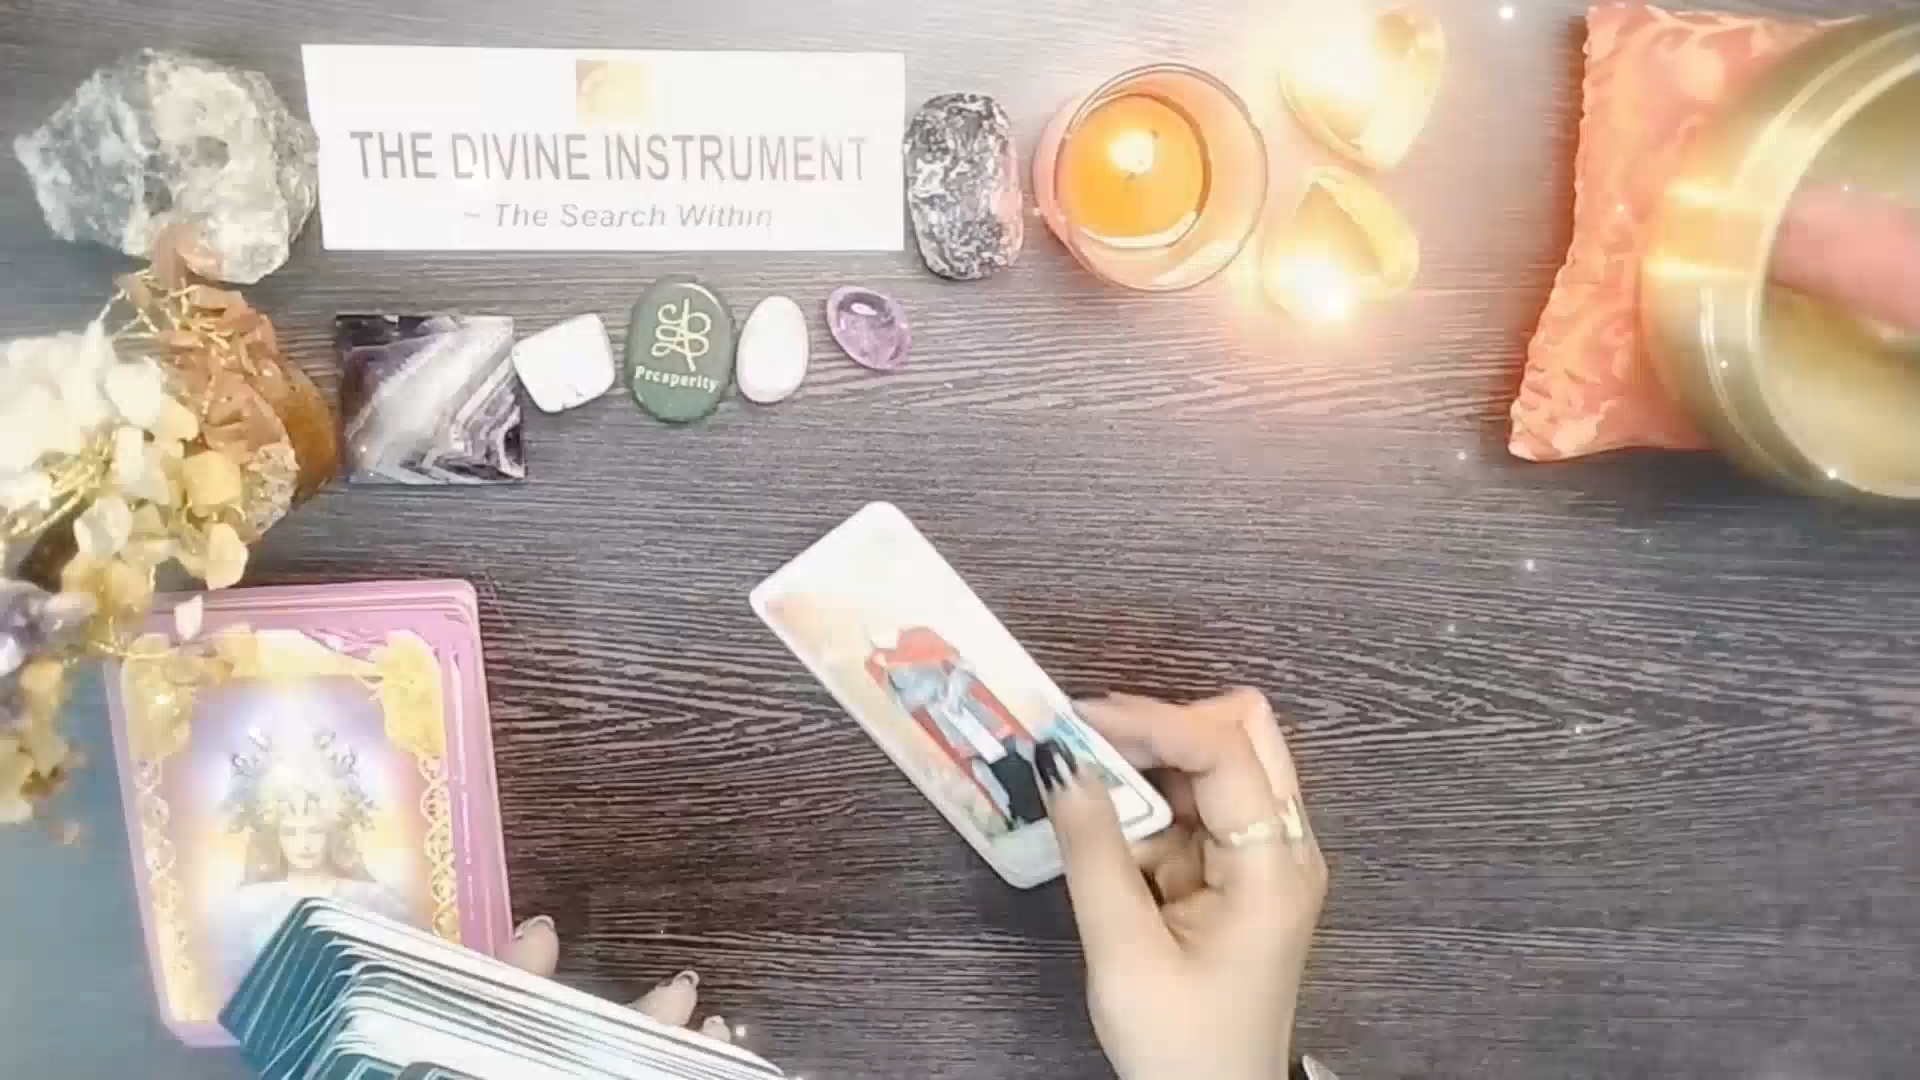 THE DIVINE INSTRUMENT
~ The Search Within
Prosperity